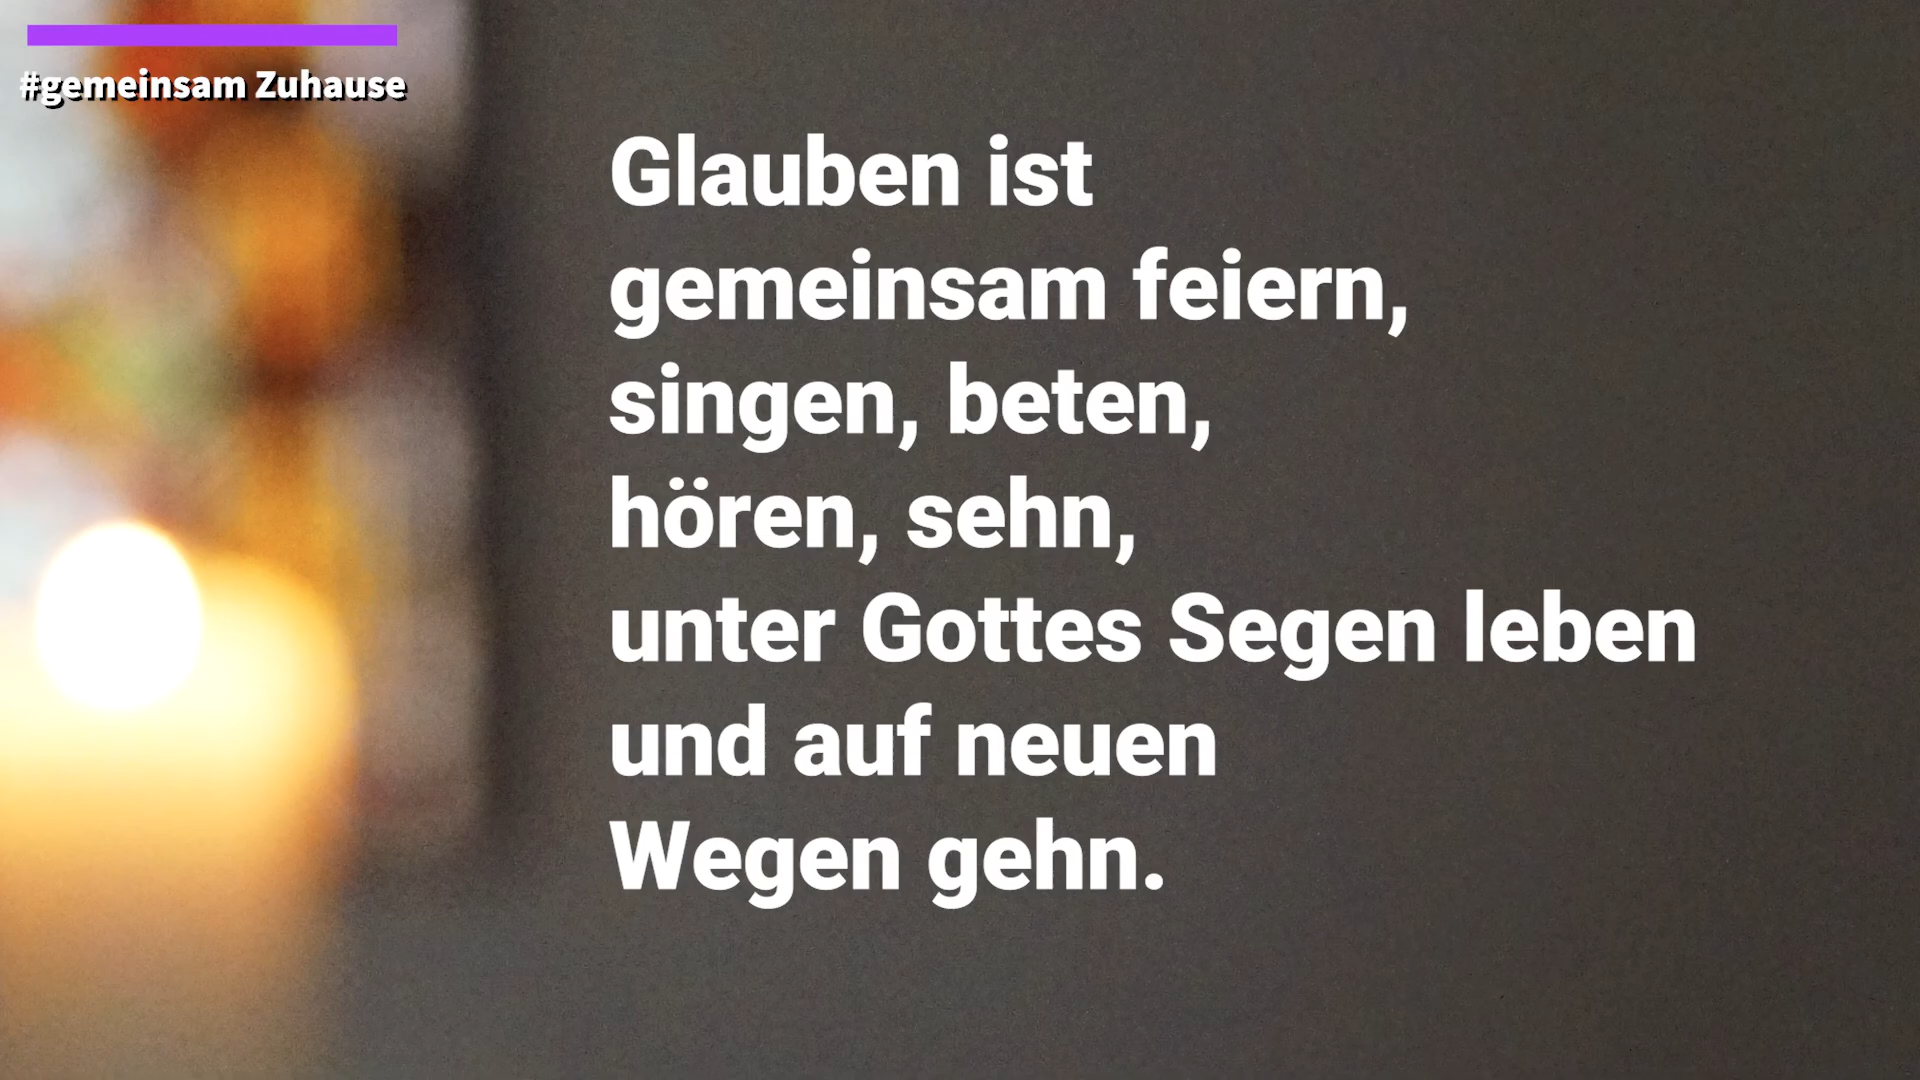 #gemeinsam Zuhause
Glauben ist
gemeinsam feiern,
singen, beten,
hören, sehn,
unter Gottes Segen leben
und auf neuen
Wegen gehn.